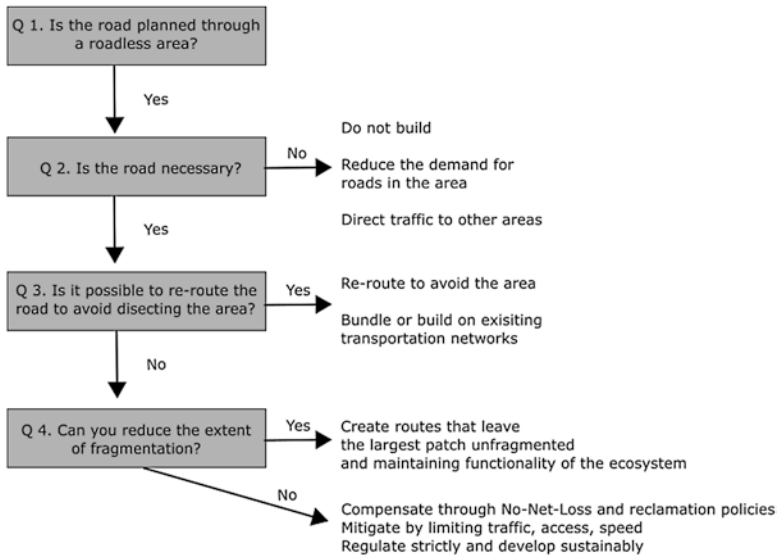 Q 1. Is the road planned through
a roadless area?
Yes
Q 2. Is the road necessary?
No
Do not build
Reduce the demand for
roads in the area
Direct traffic to other areas
Yes
Q 3. Is it possible to re-route the
road to avoid disecting the area?
Yes
Re-route to avoid the area
Bundle or build on exisiting
transportation networks
No
Q 4. Can you reduce the extent
of fragmentation?
Yes
Create routes that leave
the largest patch unfragmented
and maintaining functionality of the ecosystem
No
Compensate through No-Net-Loss and reclamation policies
Mitigate by limiting traffic, access, speed
Regulate strictly and develop sustainably